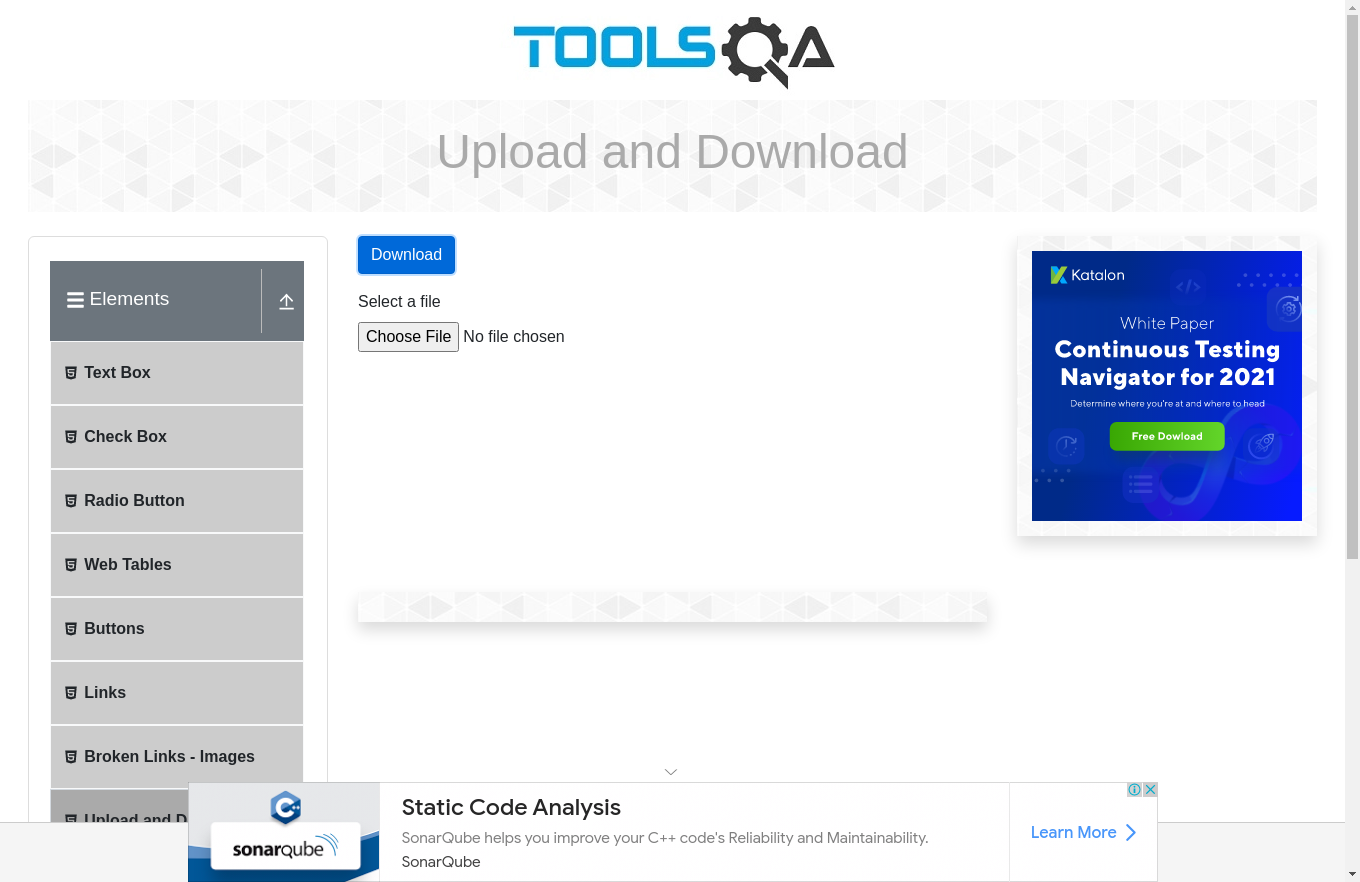 TOOLSQA
Upload and Download
Elements
Text Box
Check Box
Radio Button
Web Tables
Buttons
Links
Broken Links - Images
Upload and D
Download
Select a file
Choose File No file chosen
Katalon
White Paper
Continuous Testing
Navigator for 2021
Determine where you're at and where to head
Free Dowload
C++
sonarqube
Static Code Analysis
SonarQube helps you improve your C++ code's Reliability and Maintainability.
SonarQube
Learn More